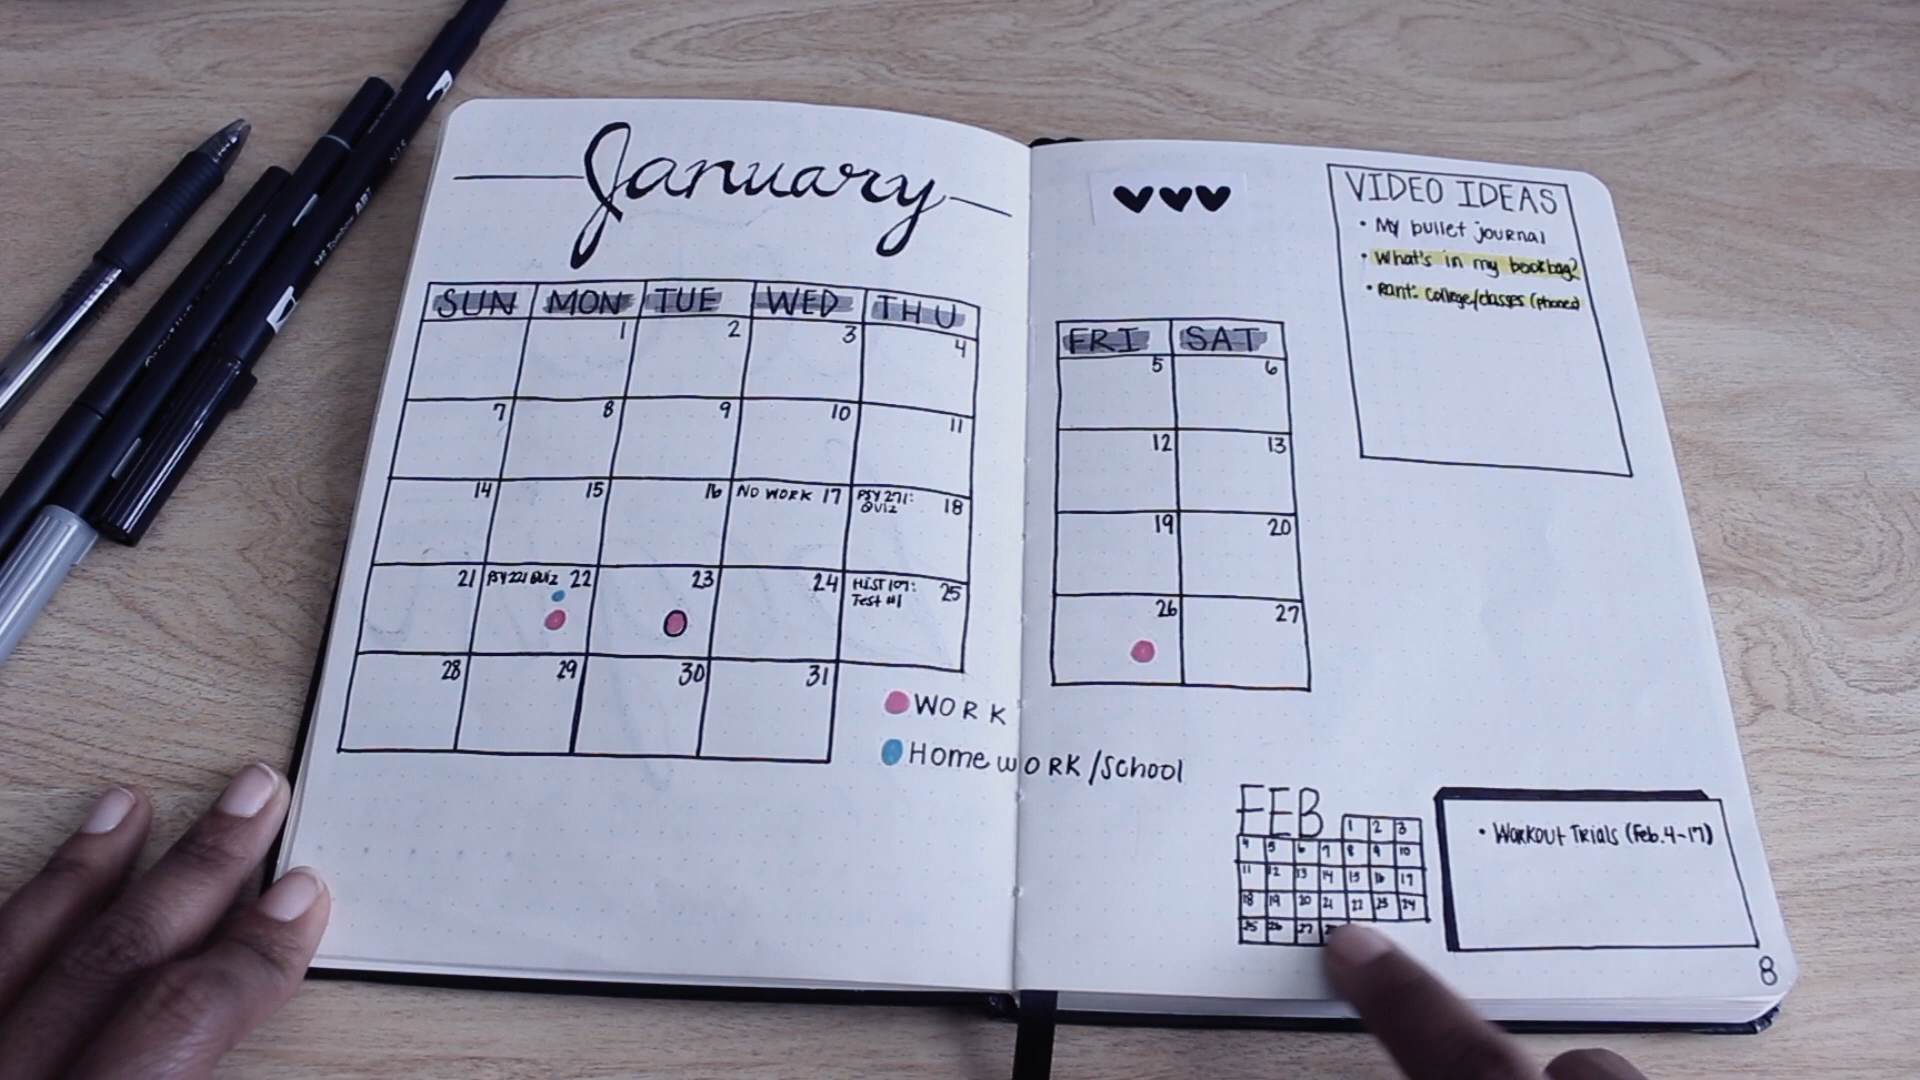 January
SUN MON TUE WED THU
1 2 3 4
7 8 9 10 11
14 15 16 NO WORK 17 PSY 271: 18
QUIZ
21 PSY 221 QUIZ 22 23 24 HIST 107: 25
Test #1
28 29 30 31
WORK
Homework/School
FRI SAT
5 6
12 13
19 20
26 27
VIDEO IDEAS
• My bullet journal
• What's in my bookbag?
• Rant: College/classes (phones)
FEB
1 2 3
4 5 6 7 8 9 10
11 12 13 14 15 16 17
18 19 20 21 22 23 24
25 26 27
• Workout Trials (Feb. 4-17)
8